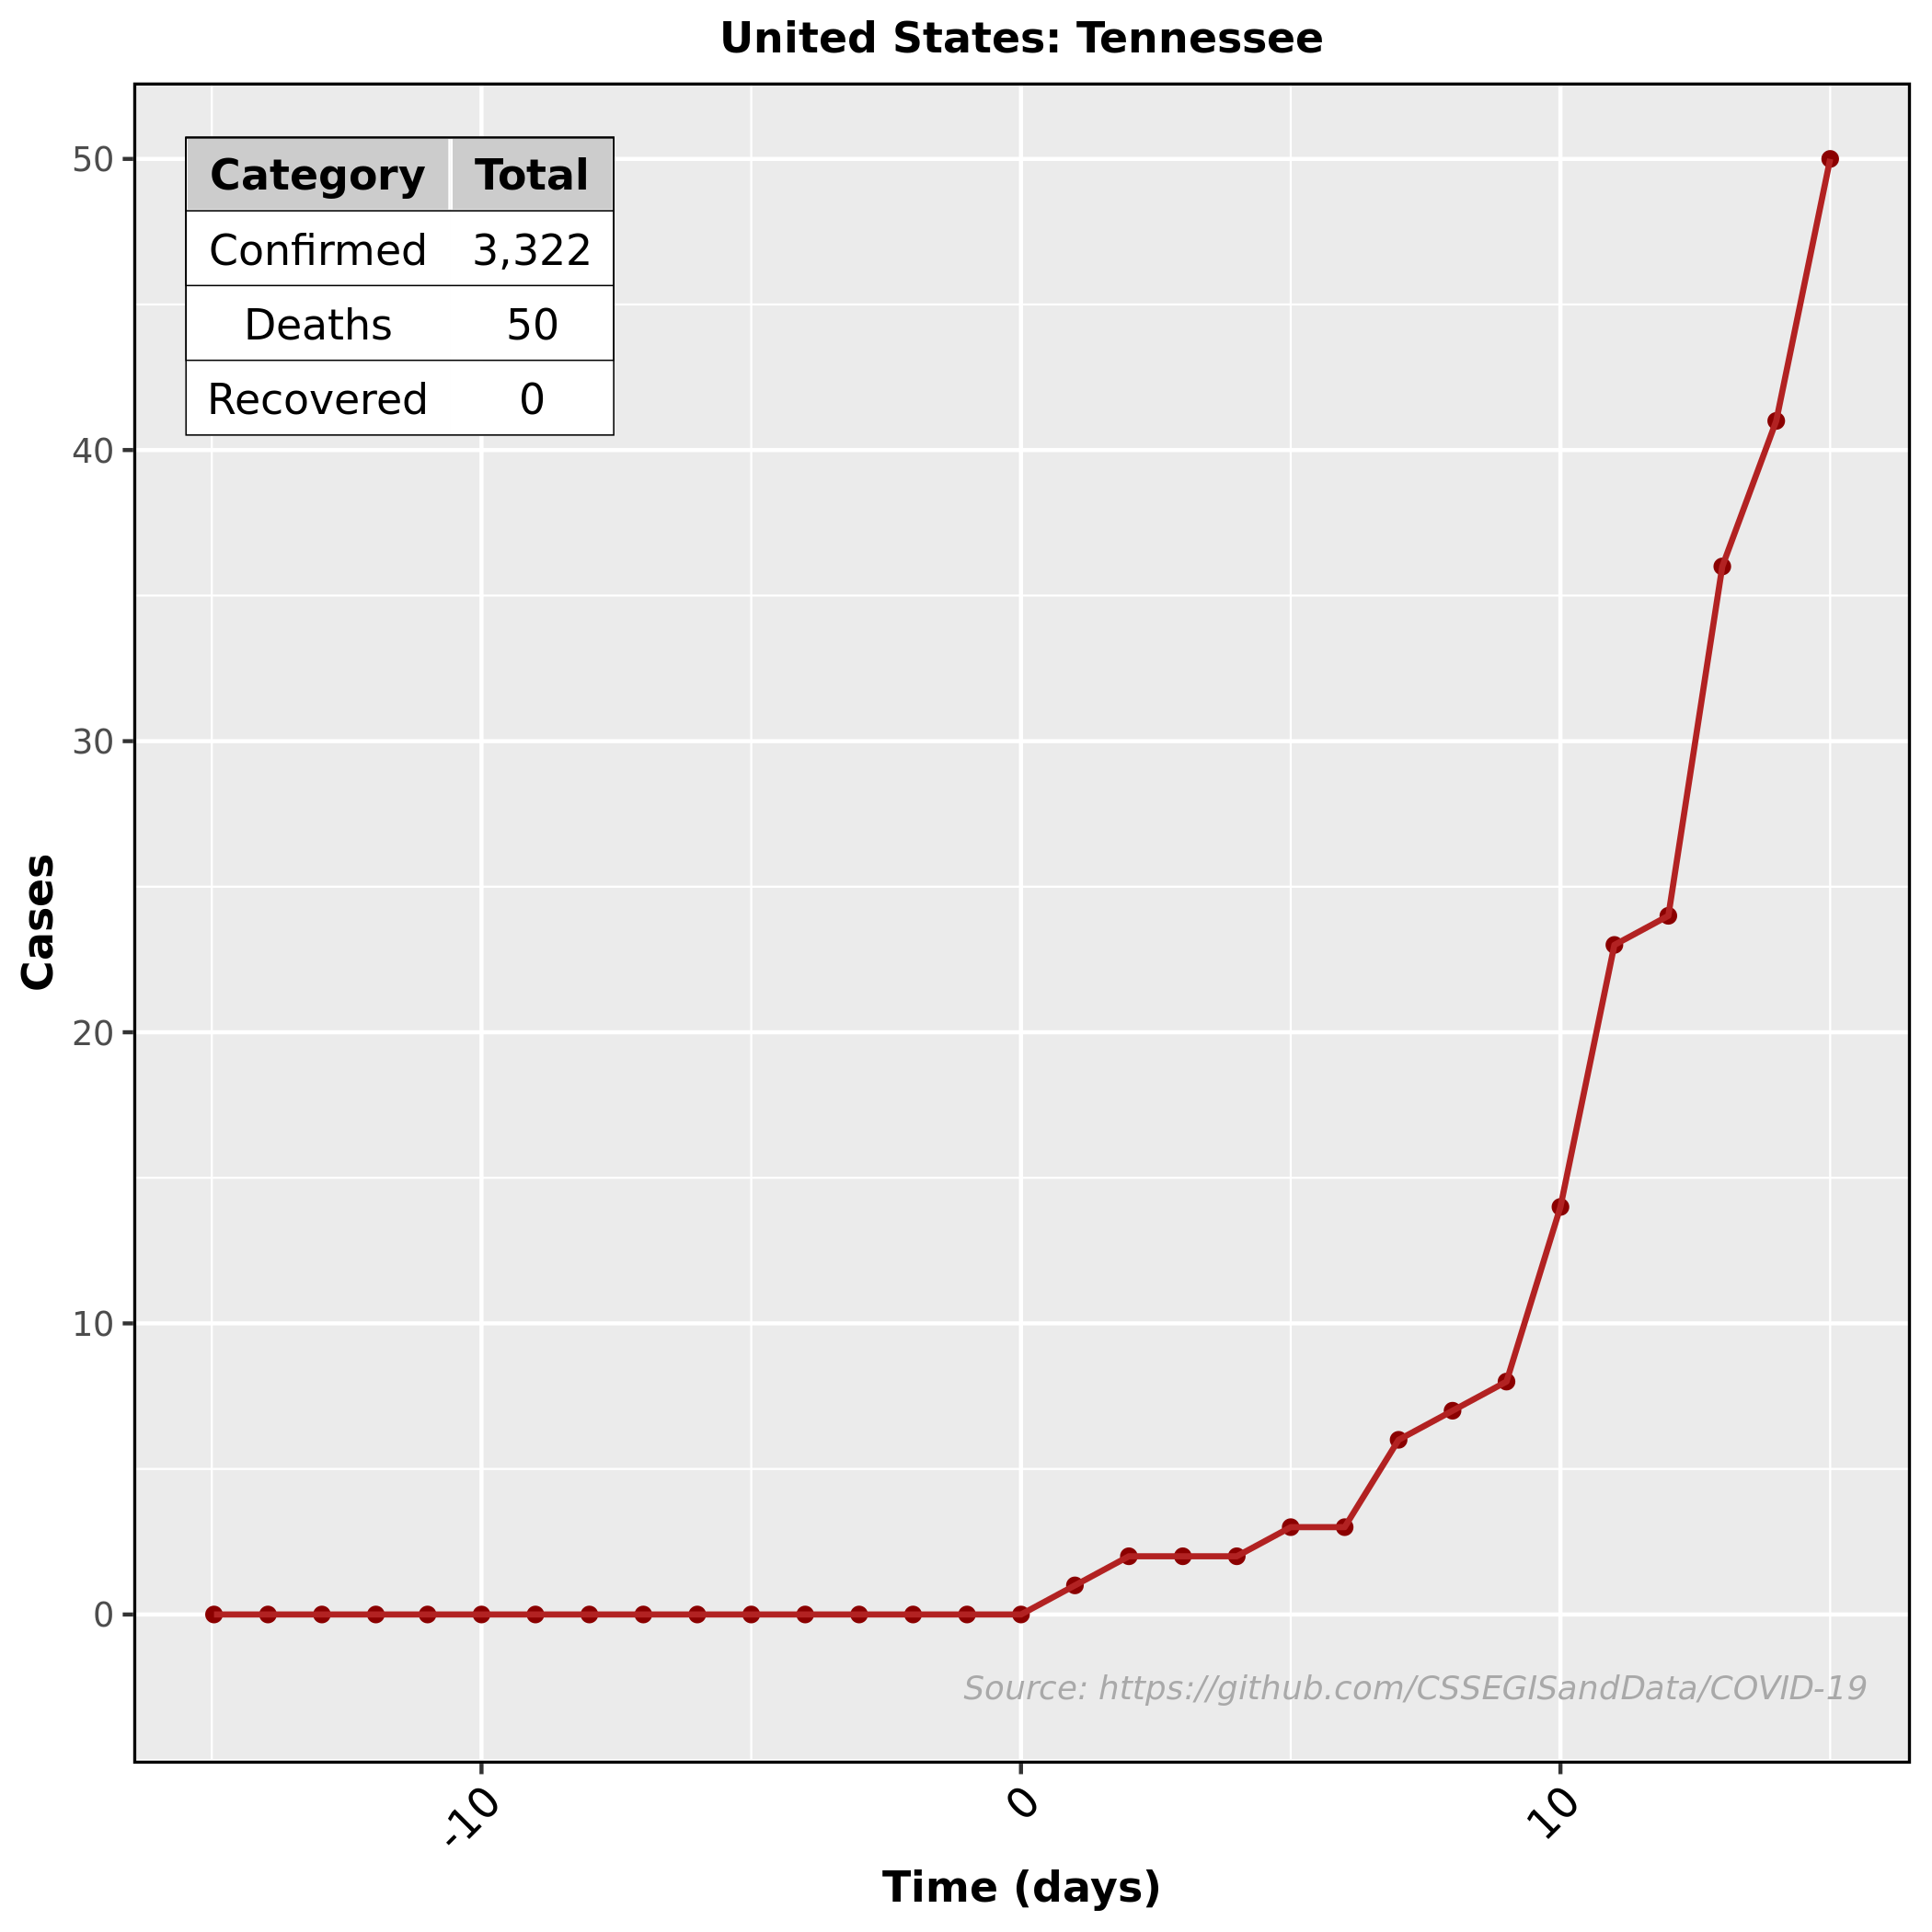 United States: Tennessee
Category Total
Confirmed 3,322
Deaths 50
Recovered 0
50
40
30
20
10
0
Cases
Source: https://github.com/CSSEGISandData/COVID-19
-10 0 10
Time (days)